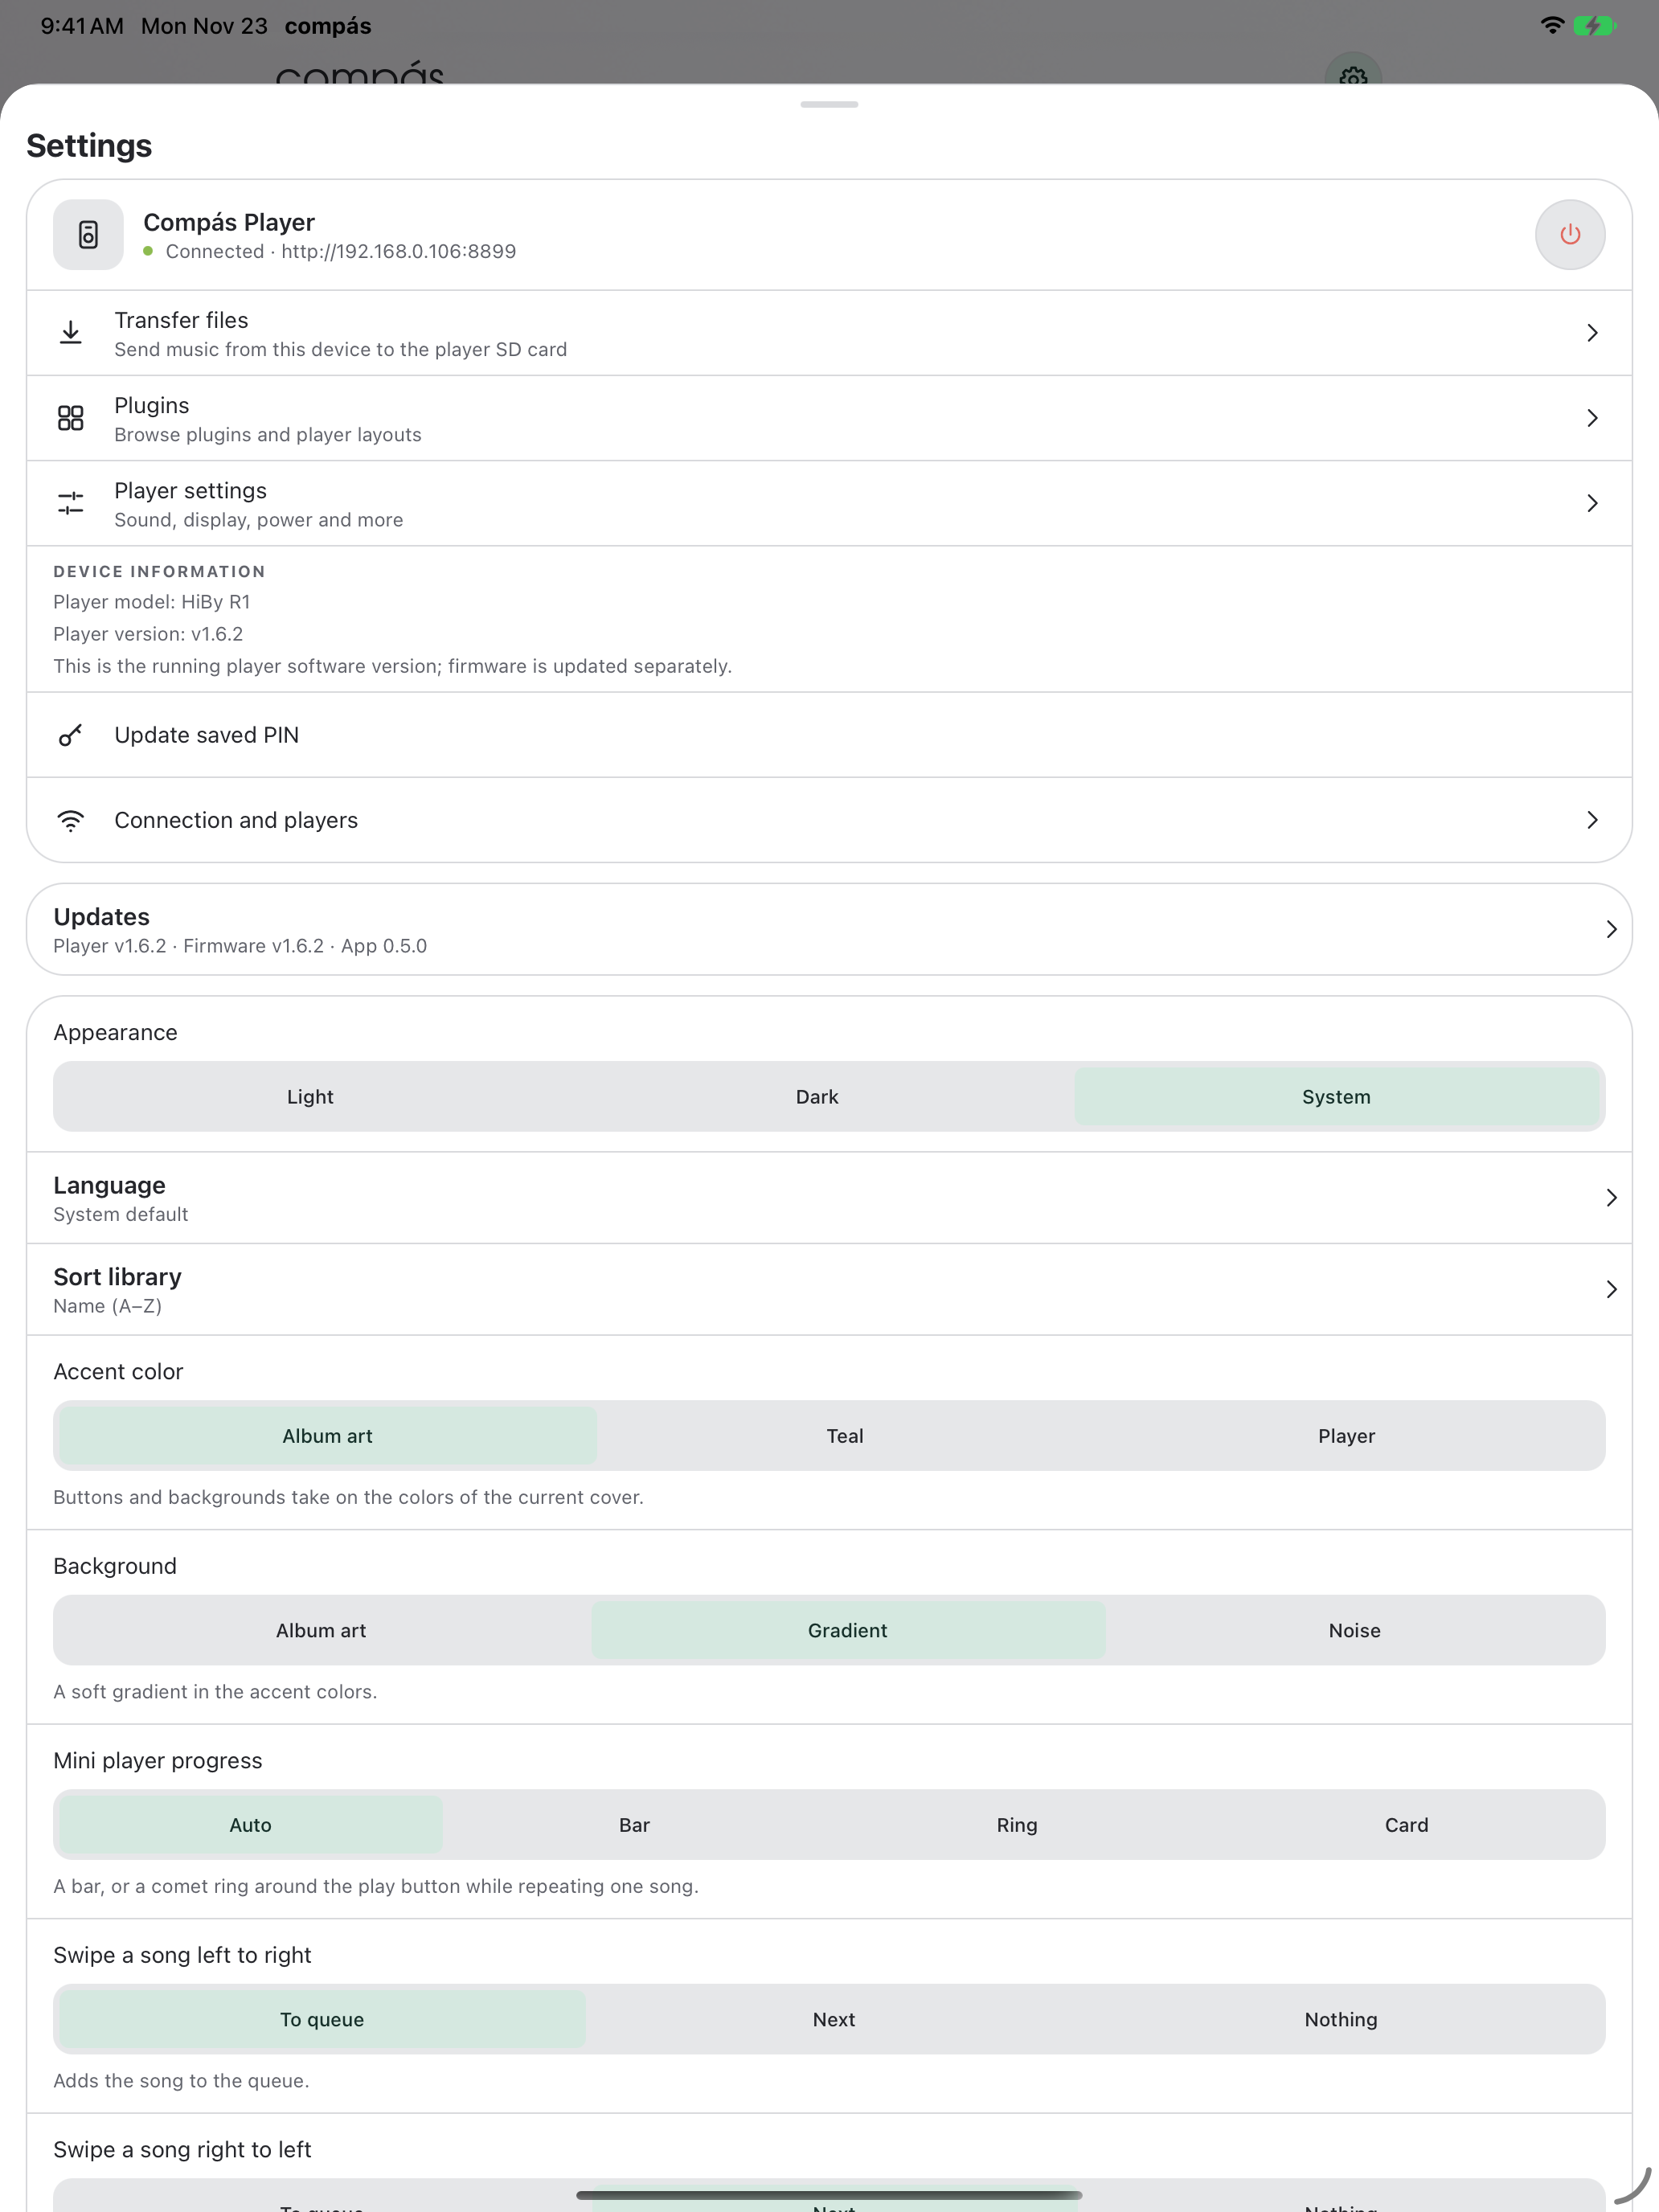 9:41 AM Mon Nov 23 compás
compás
Settings
Compás Player
Connected · http://192.168.0.106:8899
Transfer files
Send music from this device to the player SD card
Plugins
Browse plugins and player layouts
Player settings
Sound, display, power and more
DEVICE INFORMATION
Player model: HiBy R1
Player version: v1.6.2
This is the running player software version; firmware is updated separately.
Update saved PIN
Connection and players
Updates
Player v1.6.2 · Firmware v1.6.2 · App 0.5.0
Appearance
Light Dark System
Language
System default
Sort library
Name (A–Z)
Accent color
Album art Teal Player
Buttons and backgrounds take on the colors of the current cover.
Background
Album art Gradient Noise
A soft gradient in the accent colors.
Mini player progress
Auto Bar Ring Card
A bar, or a comet ring around the play button while repeating one song.
Swipe a song left to right
To queue Next Nothing
Adds the song to the queue.
Swipe a song right to left
To queue Next Nothing